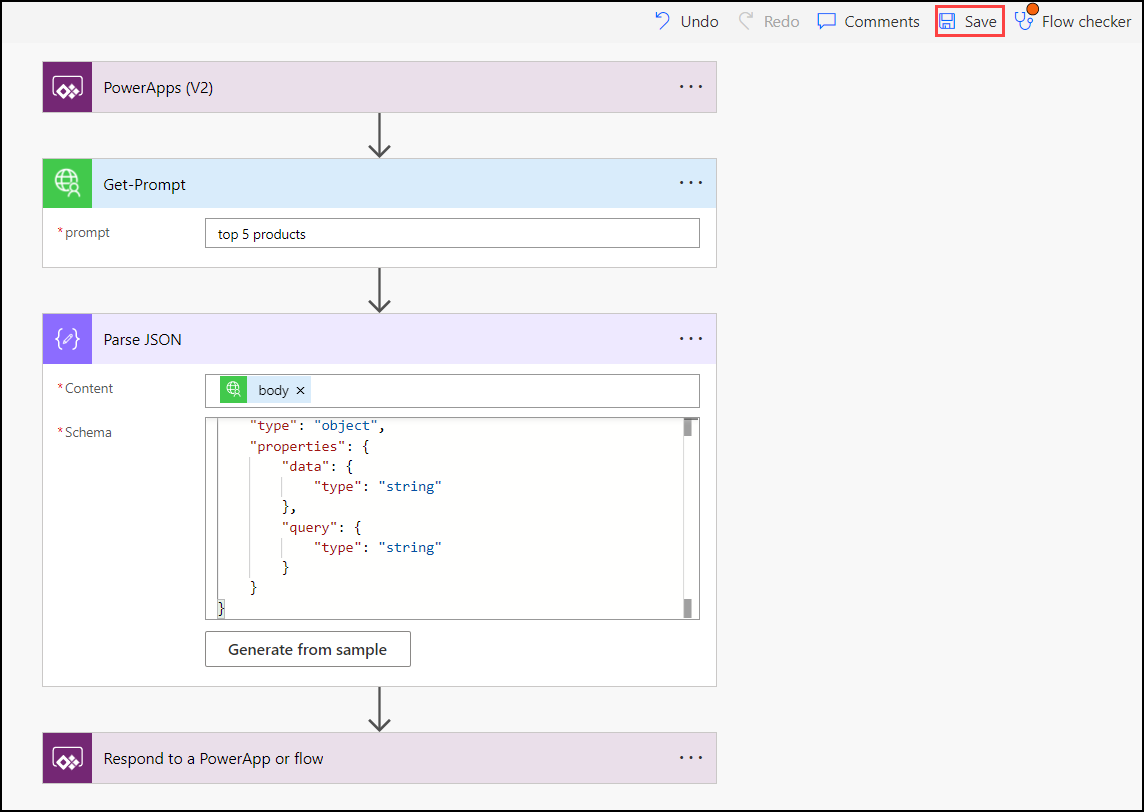 Undo Redo Comments Save Flow checker
PowerApps (V2)
Get-Prompt
*prompt top 5 products
Parse JSON
*Content body ×
*Schema "type": "object",
"properties": {
"data": {
"type": "string"
},
"query": {
"type": "string"
}
}
}
Generate from sample
Respond to a PowerApp or flow